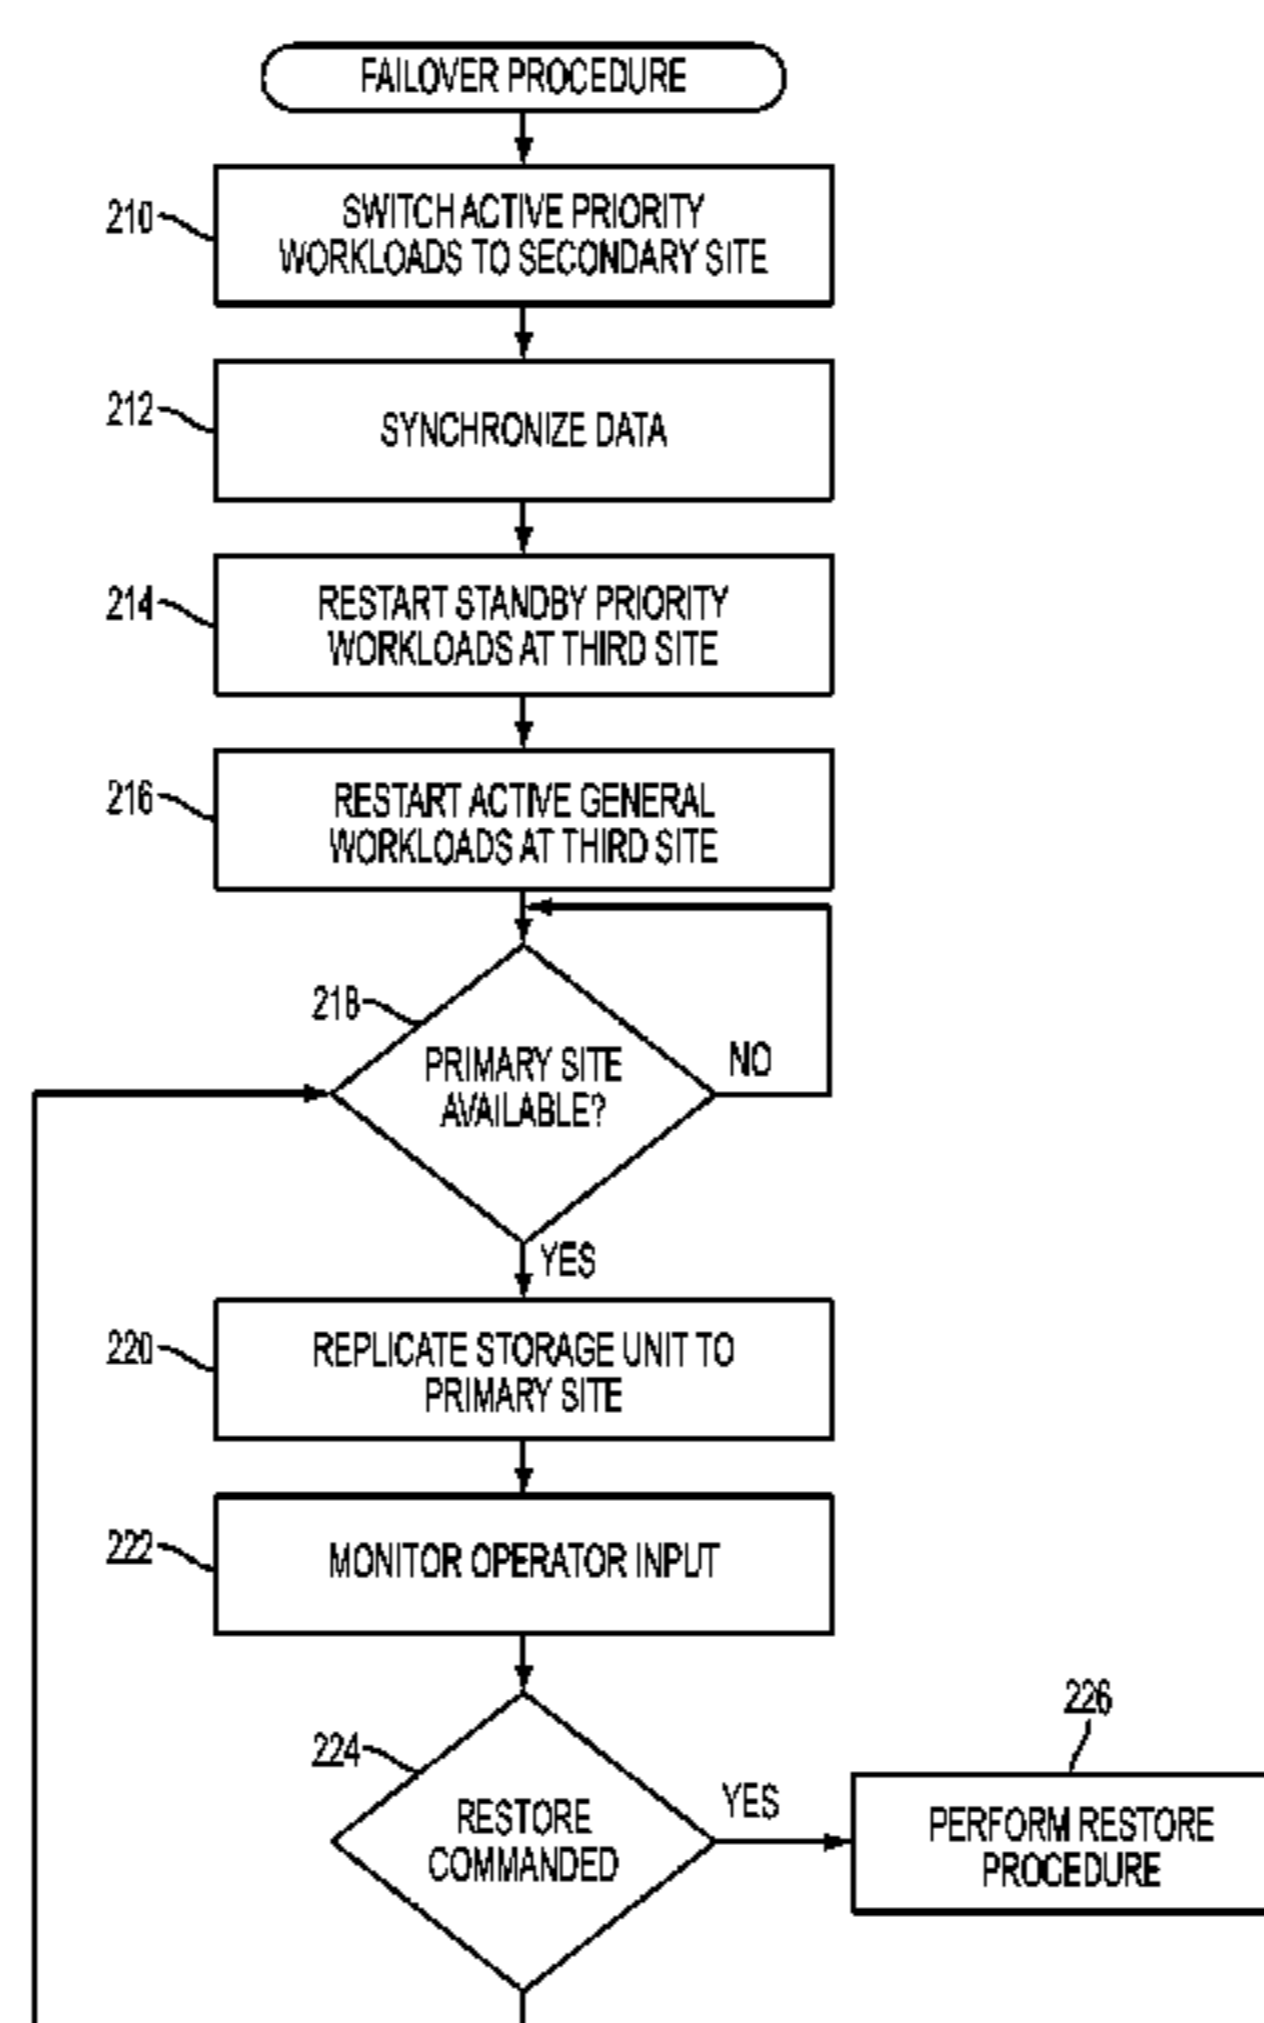 FAILOVER PROCEDURE
210
SWITCH ACTIVE PRIORITY
WORKLOADS TO SECONDARY SITE
212
SYNCHRONIZE DATA
214
RESTART STANDBY PRIORITY
WORKLOADS AT THIRD SITE
216
RESTART ACTIVE GENERAL
WORKLOADS AT THIRD SITE
218
PRIMARY SITE
AVAILABLE?
NO
YES
220
REPLICATE STORAGE UNIT TO
PRIMARY SITE
222
MONITOR OPERATOR INPUT
224
RESTORE
COMMANDED
YES
226
PERFORM RESTORE
PROCEDURE